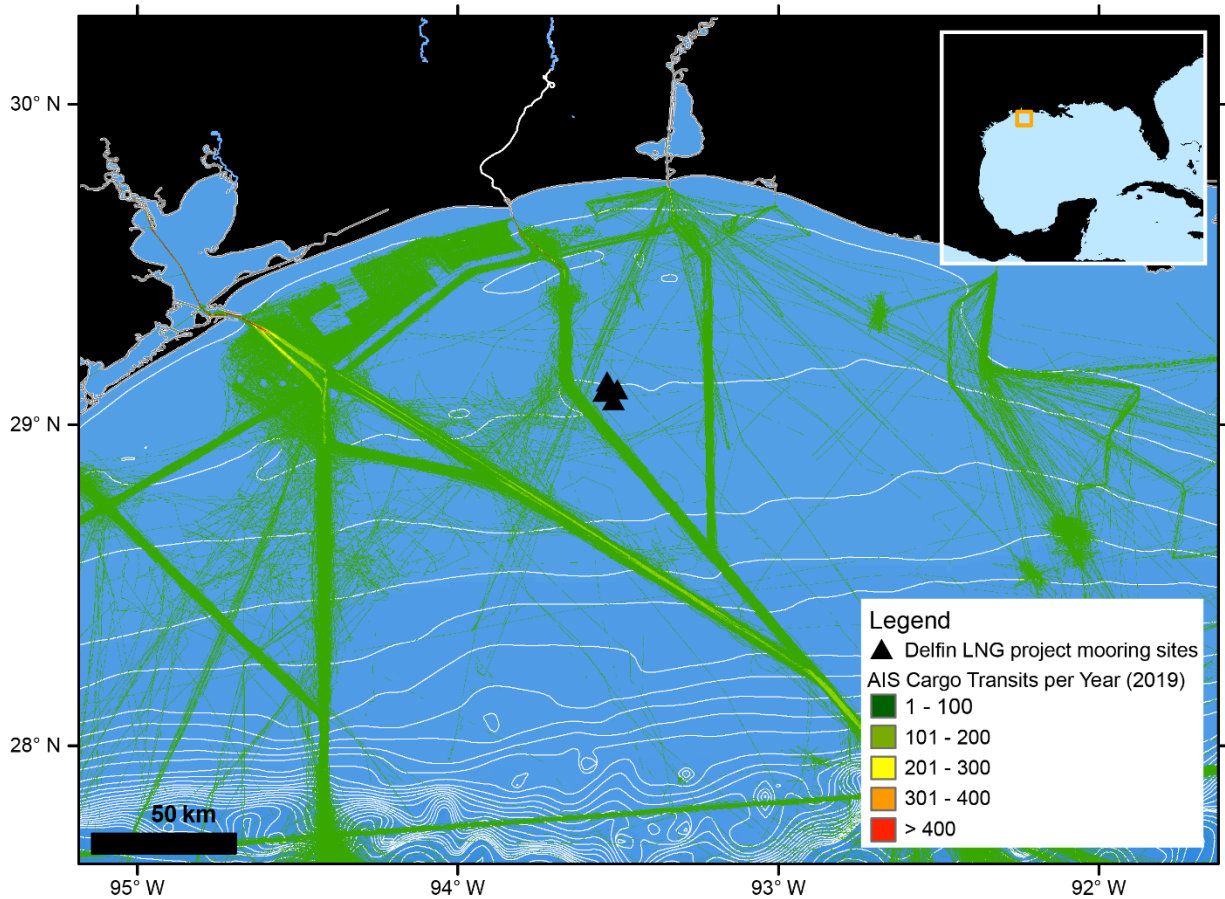 30° N
29° N
28° N
50 km
95° W
94° W
93° W
92° W
Legend
Delfin LNG project mooring sites
AIS Cargo Transits per Year (2019)
1 - 100
101 - 200
201 - 300
301 - 400
> 400